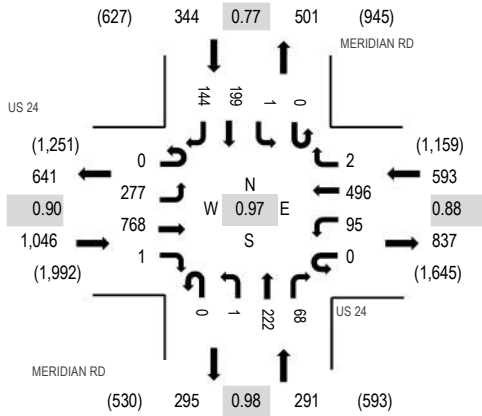 (627) 344 0.77 501 (945)
MERIDIAN RD
US 24
144 199 1 0
(1,251) (1,159)
641 0 2 593
0.90 277 496 0.88
N
W 0.97 E
S
1,046 768 95 837
(1,992) 1 0 (1,645)
0 1 222 68
US 24
MERIDIAN RD
(530) 295 0.98 291 (593)